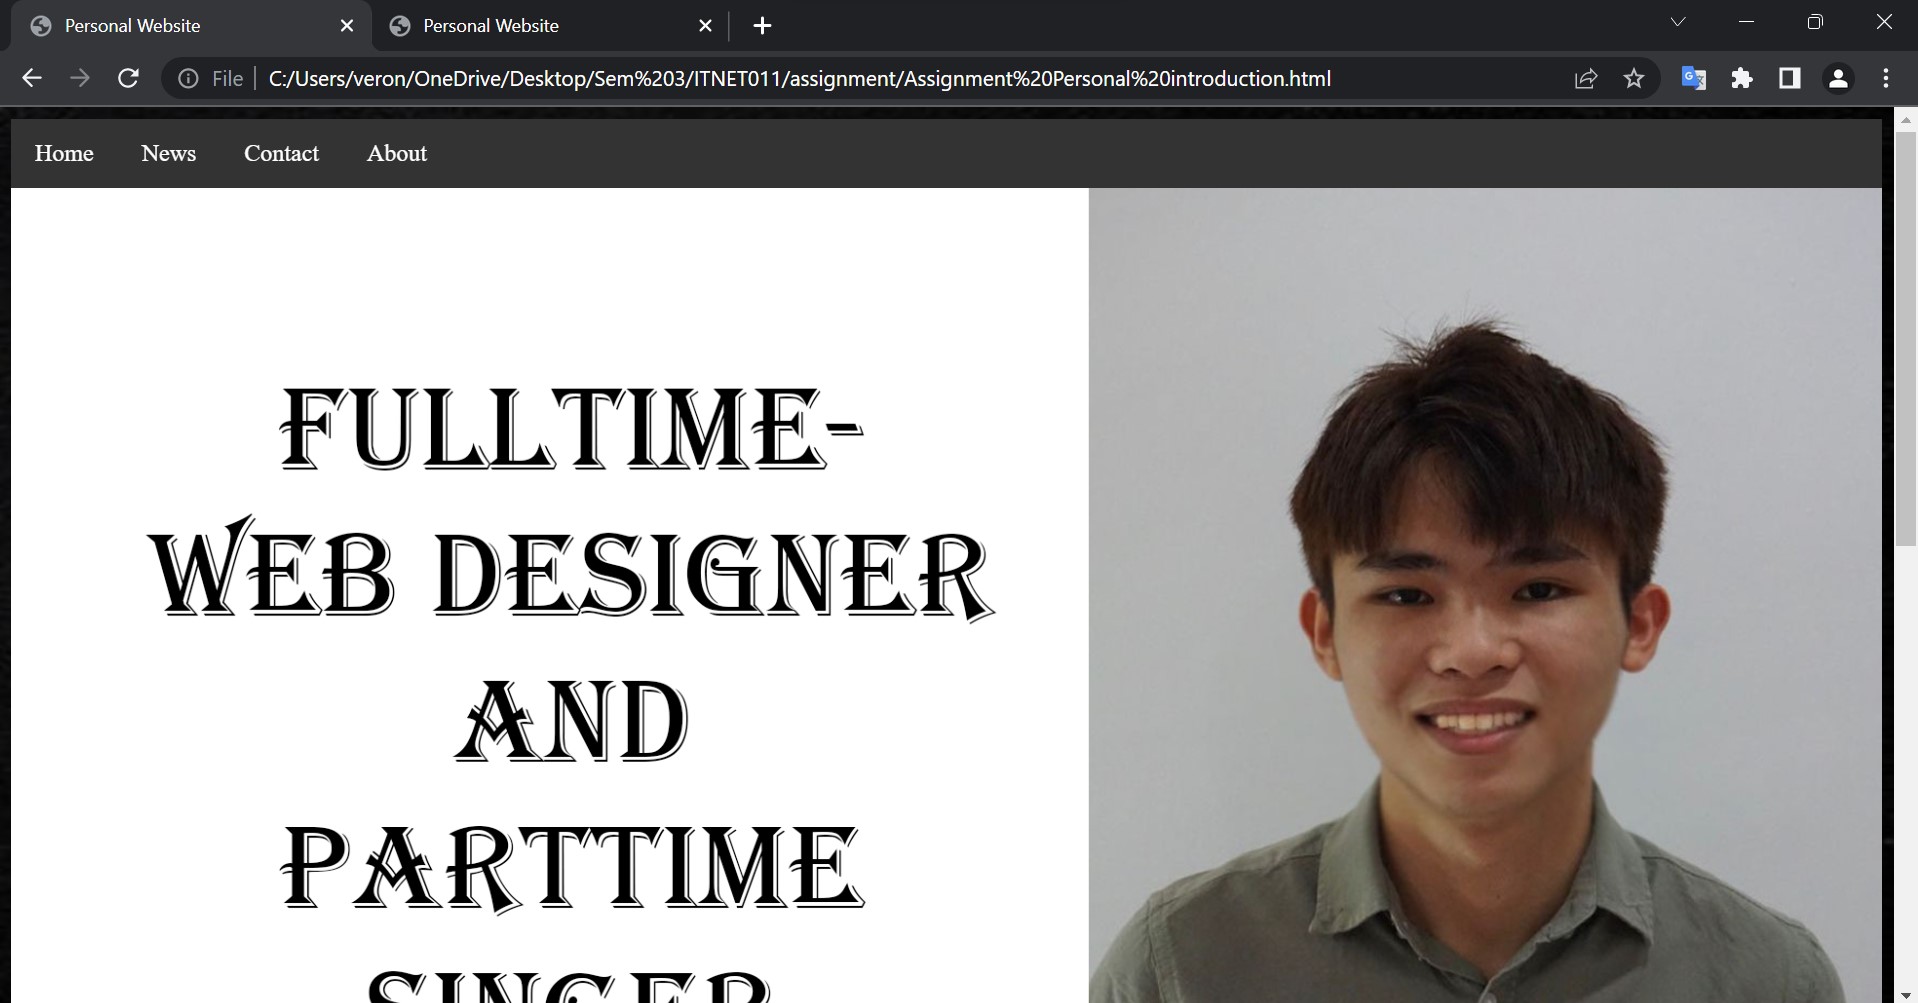 Personal Website
Personal Website
File
C:/Users/veron/OneDrive/Desktop/Sem%203/ITNET011/assignment/Assignment%20Personal%20introduction.html
Home News Contact About
FULLTIME-
WEB DESIGNER
AND
PARTTIME
SINGER